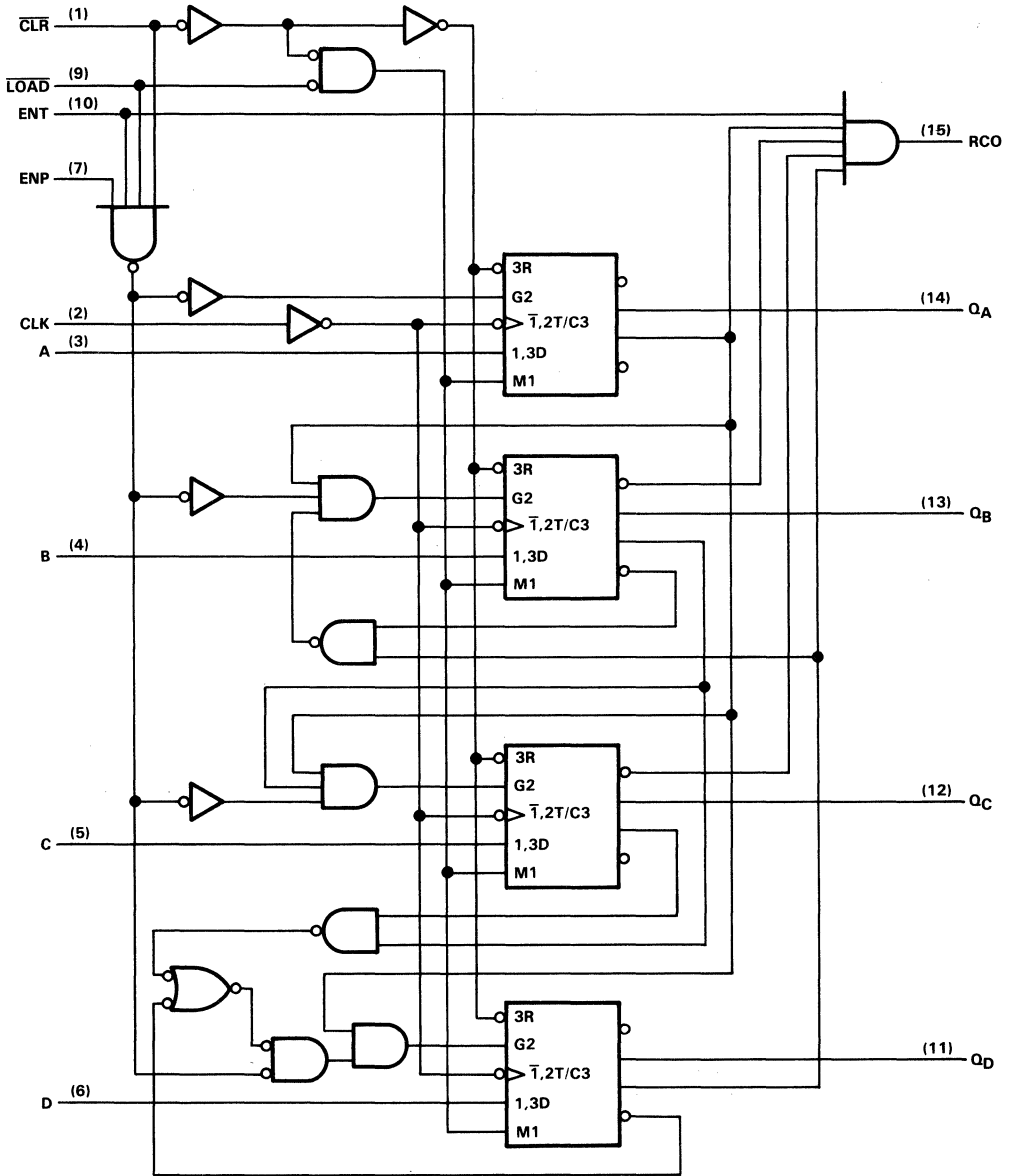 C̅L̅R̅ (1)
L̅O̅A̅D̅ (9)
ENT (10)
ENP (7)
(15) RCO
3R
G2
CLK (2)
1̅,2T/C3
(14) QA
A (3)
1,3D
M1
3R
G2
1̅,2T/C3
(13) QB
B (4)
1,3D
M1
3R
G2
1̅,2T/C3
(12) QC
C (5)
1,3D
M1
3R
G2
1̅,2T/C3
(11) QD
D (6)
1,3D
M1